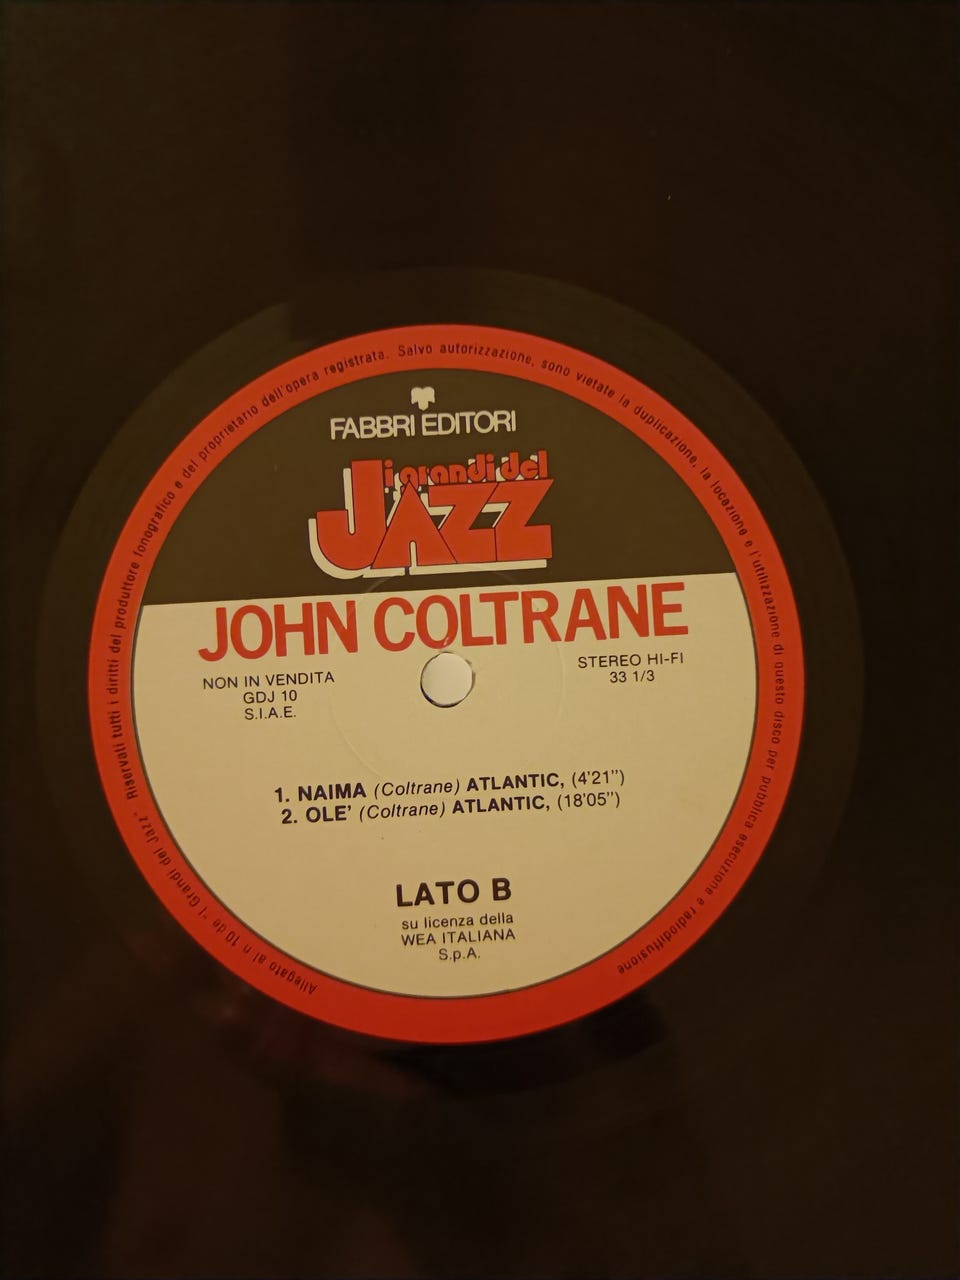 FABBRI EDITORI
i grandi del
JAZZ
JOHN COLTRANE
NON IN VENDITA
GDJ 10
S.I.A.E.
STEREO HI-FI
33 1/3
1. NAIMA (Coltrane) ATLANTIC, (4'21")
2. OLE' (Coltrane) ATLANTIC, (18'05")
LATO B
su licenza della
WEA ITALIANA
S.p.A.
Allegato al n 10 de "I Grandi del Jazz" Riservati tutti i diritti del produttore fonografico e del proprietario dell'opera registrata. Salvo autorizzazione, sono vietate la duplicazione, la locazione e l'utilizzazione di questo disco per pubblica esecuzione e radiodiffusione